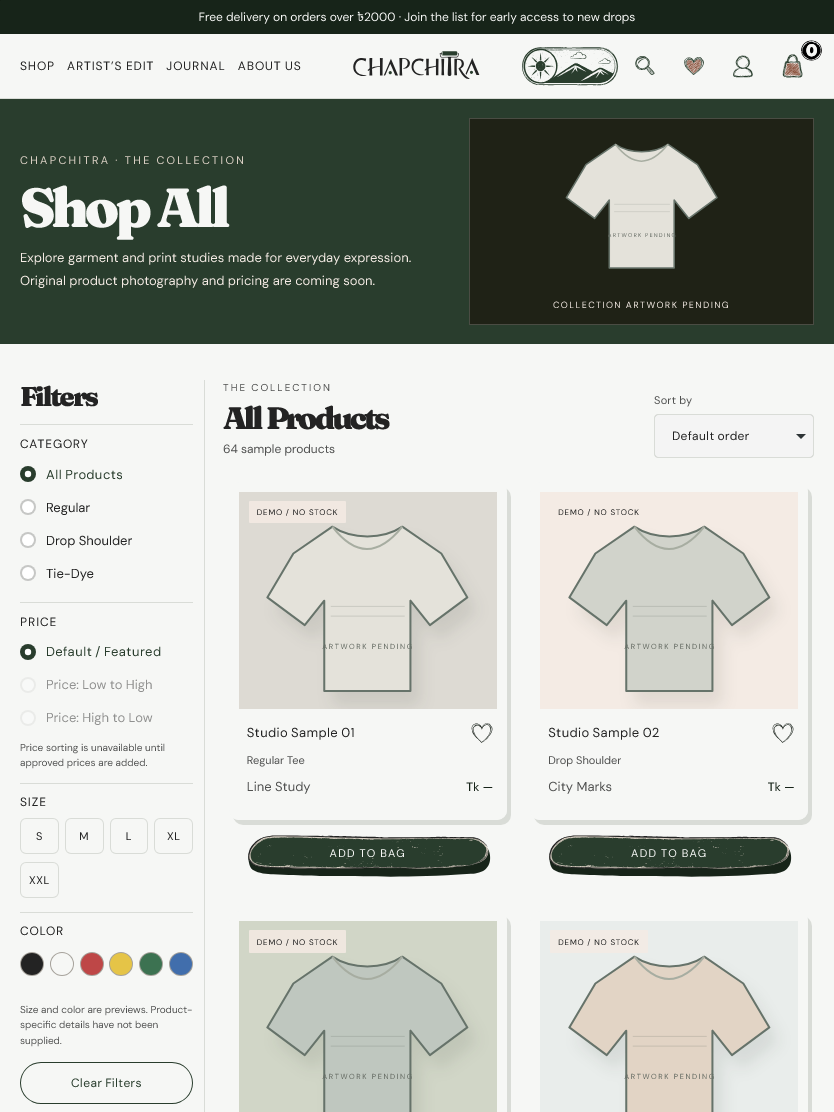 Free delivery on orders over ৳2000 · Join the list for early access to new drops
SHOP ARTIST'S EDIT JOURNAL ABOUT US
CHAPCHITRA
0
CHAPCHITRA · THE COLLECTION
Shop All
Explore garment and print studies made for everyday expression.
Original product photography and pricing are coming soon.
ARTWORK PENDING
COLLECTION ARTWORK PENDING
Filters
CATEGORY
All Products
Regular
Drop Shoulder
Tie-Dye
PRICE
Default / Featured
Price: Low to High
Price: High to Low
Price sorting is unavailable until
approved prices are added.
SIZE
S M L XL
XXL
COLOR
Size and color are previews. Product-
specific details have not been
supplied.
Clear Filters
THE COLLECTION
All Products
64 sample products
Sort by
Default order
DEMO / NO STOCK
ARTWORK PENDING
Studio Sample 01
Regular Tee
Line Study Tk —
ADD TO BAG
DEMO / NO STOCK
ARTWORK PENDING
Studio Sample 02
Drop Shoulder
City Marks Tk —
ADD TO BAG
DEMO / NO STOCK
ARTWORK PENDING
DEMO / NO STOCK
ARTWORK PENDING